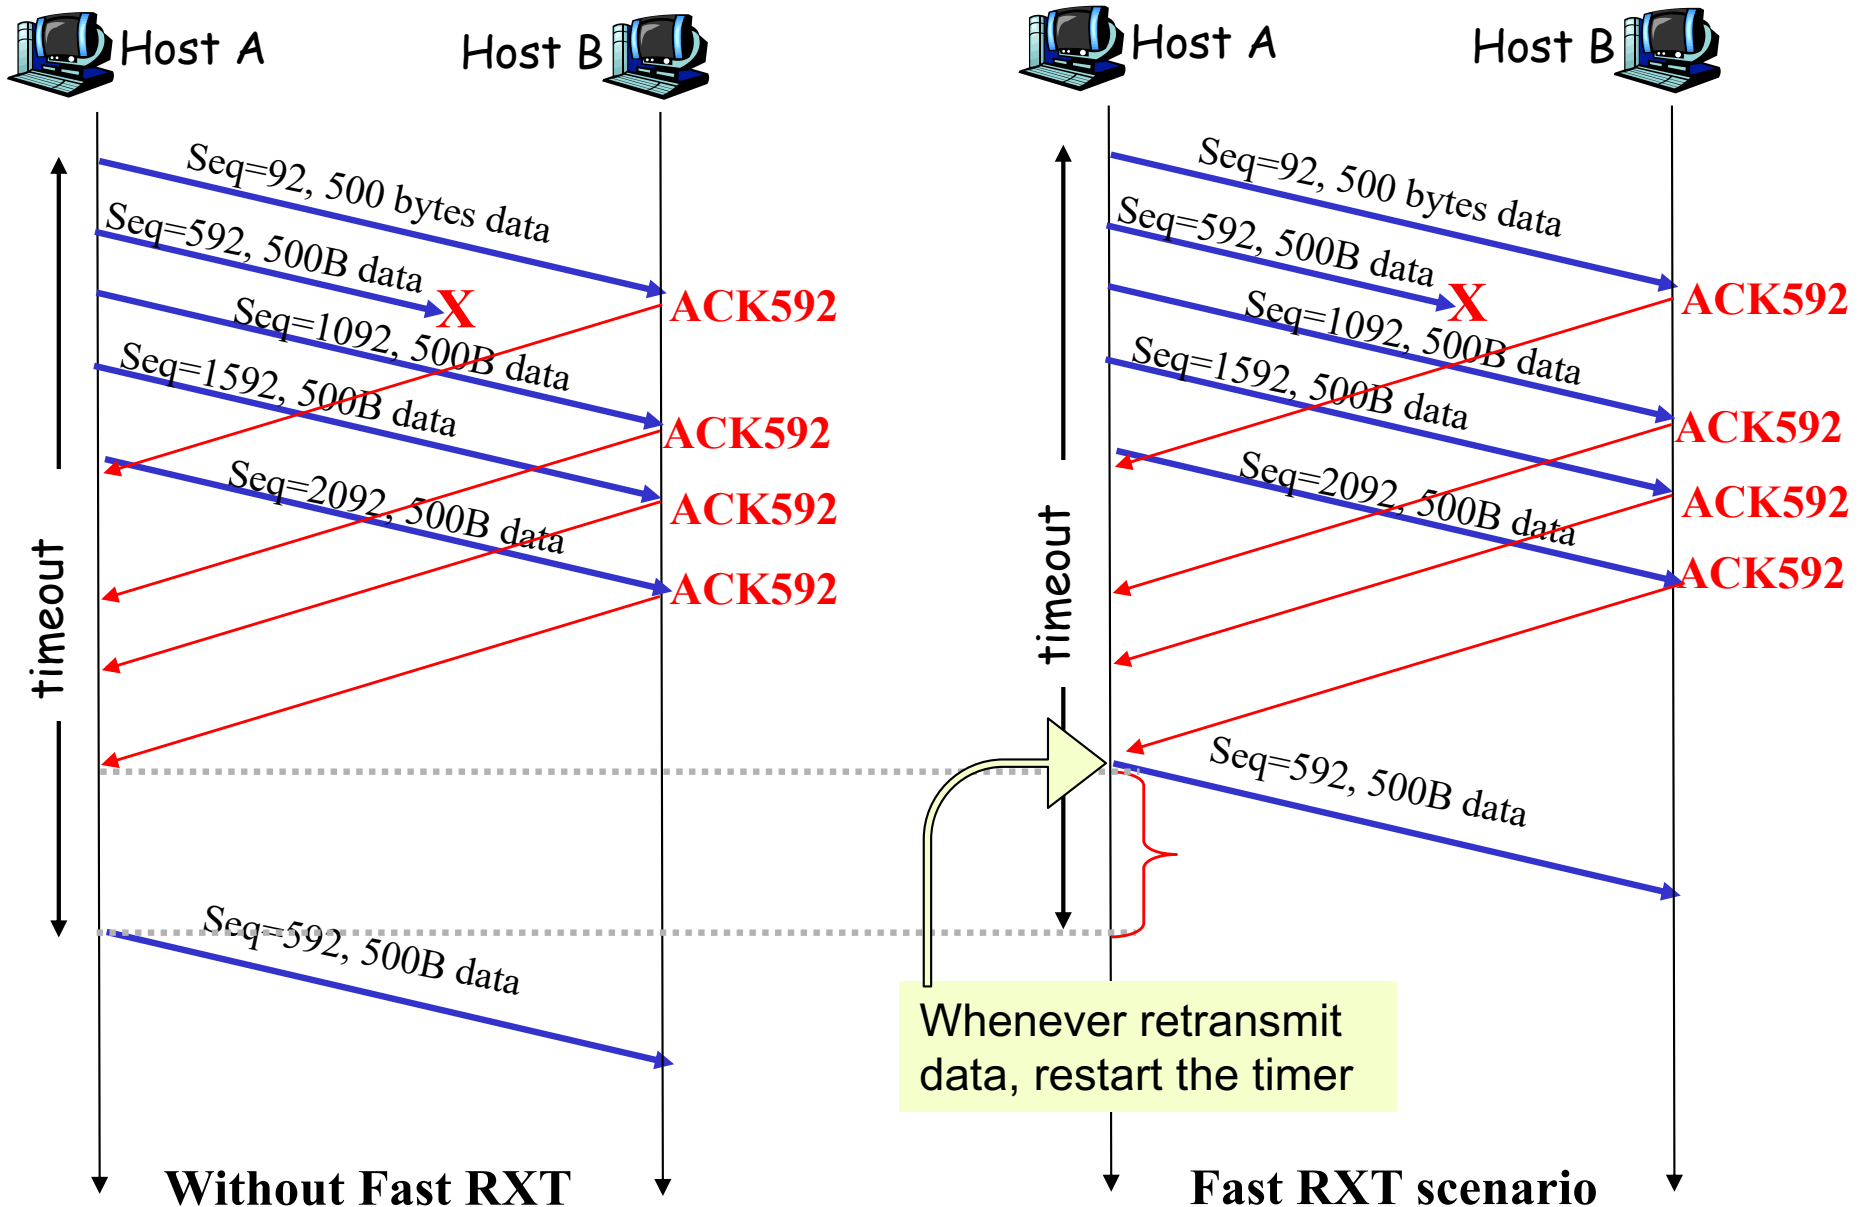 Host A
Host B
Seq=92, 500 bytes data
Seq=592, 500B data
X
ACK592
Seq=1092, 500B data
Seq=1592, 500B data
ACK592
Seq=2092, 500B data
ACK592
ACK592
timeout
Seq=592, 500B data
Without Fast RXT
Host A
Host B
Seq=92, 500 bytes data
Seq=592, 500B data
X
ACK592
Seq=1092, 500B data
Seq=1592, 500B data
ACK592
Seq=2092, 500B data
ACK592
ACK592
timeout
Seq=592, 500B data
Whenever retransmit
data, restart the timer
Fast RXT scenario